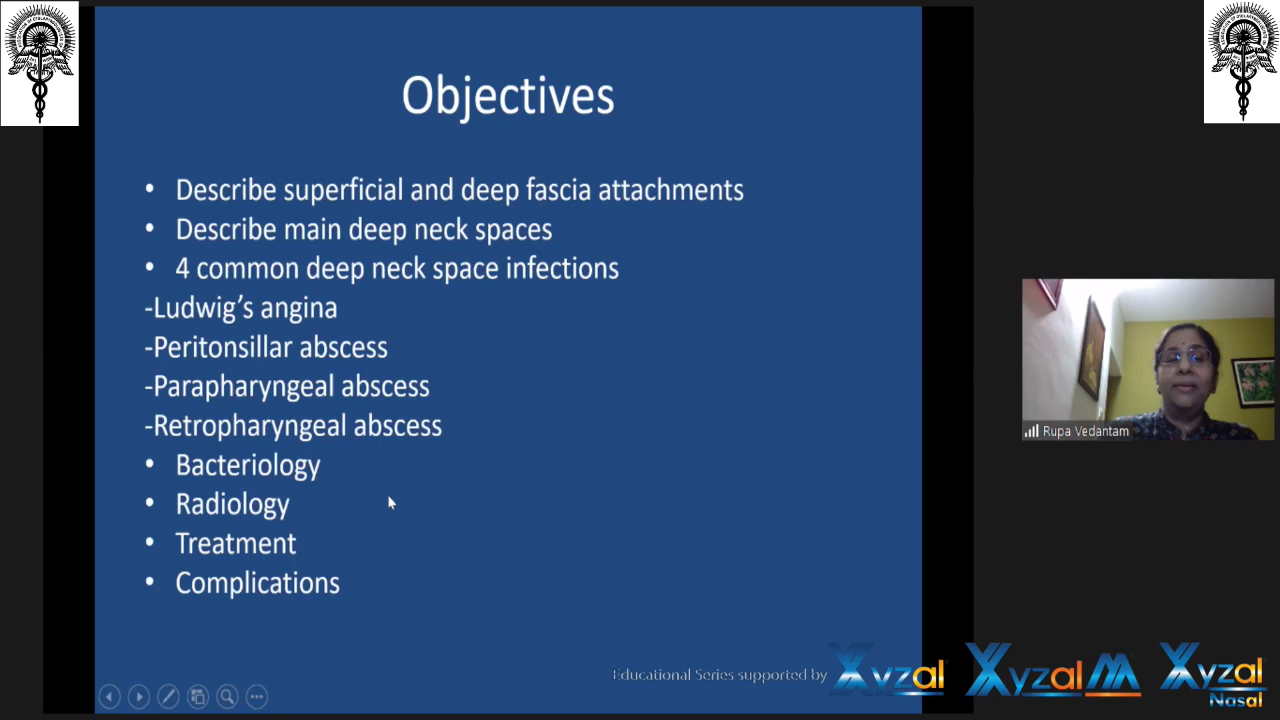 Objectives
• Describe superficial and deep fascia attachments
• Describe main deep neck spaces
• 4 common deep neck space infections
-Ludwig’s angina
-Peritonsillar abscess
-Parapharyngeal abscess
-Retropharyngeal abscess
• Bacteriology
• Radiology
• Treatment
• Complications
Rupa Vedantam
Educational Series supported by
Xyzal
Xyzal M
Xyzal
Nasal